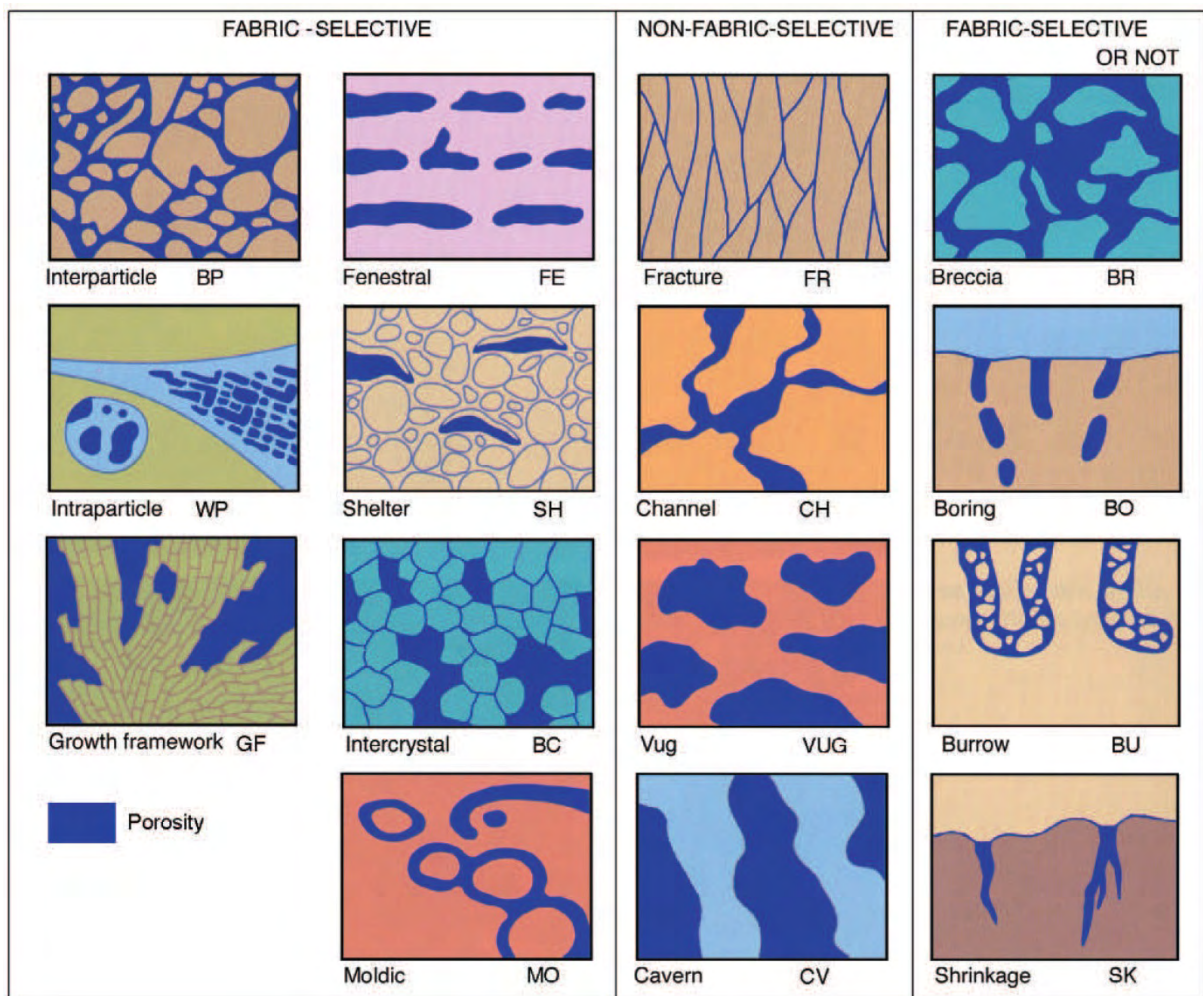 FABRIC - SELECTIVE
NON-FABRIC-SELECTIVE
FABRIC-SELECTIVE
OR NOT
Interparticle BP
Fenestral FE
Fracture FR
Breccia BR
Intraparticle WP
Shelter SH
Channel CH
Boring BO
Growth framework GF
Intercrystal BC
Vug VUG
Burrow BU
Porosity
Moldic MO
Cavern CV
Shrinkage SK